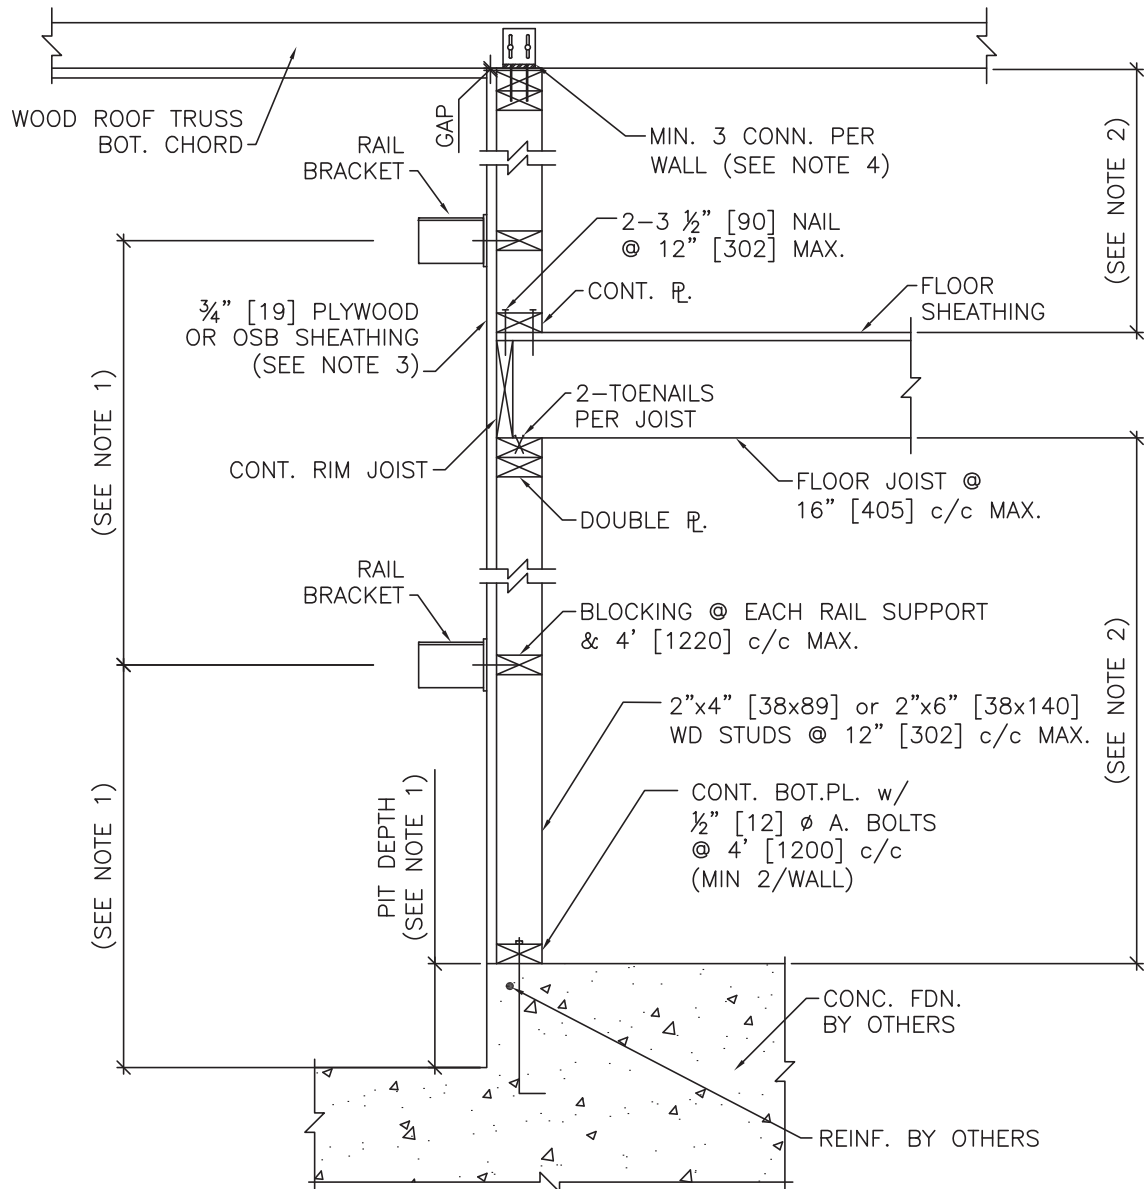 WOOD ROOF TRUSS
BOT. CHORD
GAP
RAIL
BRACKET
MIN. 3 CONN. PER
WALL (SEE NOTE 4)
(SEE NOTE 2)
2-3 ½" [90] NAIL
@ 12" [302] MAX.
CONT. ℙL.
FLOOR
SHEATHING
¾" [19] PLYWOOD
OR OSB SHEATHING
(SEE NOTE 3)
2-TOENAILS
PER JOIST
(SEE NOTE 1)
CONT. RIM JOIST
FLOOR JOIST @
16" [405] c/c MAX.
DOUBLE ℙL.
RAIL
BRACKET
BLOCKING @ EACH RAIL SUPPORT
& 4' [1220] c/c MAX.
(SEE NOTE 2)
2"x4" [38x89] or 2"x6" [38x140]
WD STUDS @ 12" [302] c/c MAX.
CONT. BOT.PL. w/
½" [12] ø A. BOLTS
@ 4' [1200] c/c
(MIN 2/WALL)
PIT DEPTH
(SEE NOTE 1)
(SEE NOTE 1)
CONC. FDN.
BY OTHERS
REINF. BY OTHERS